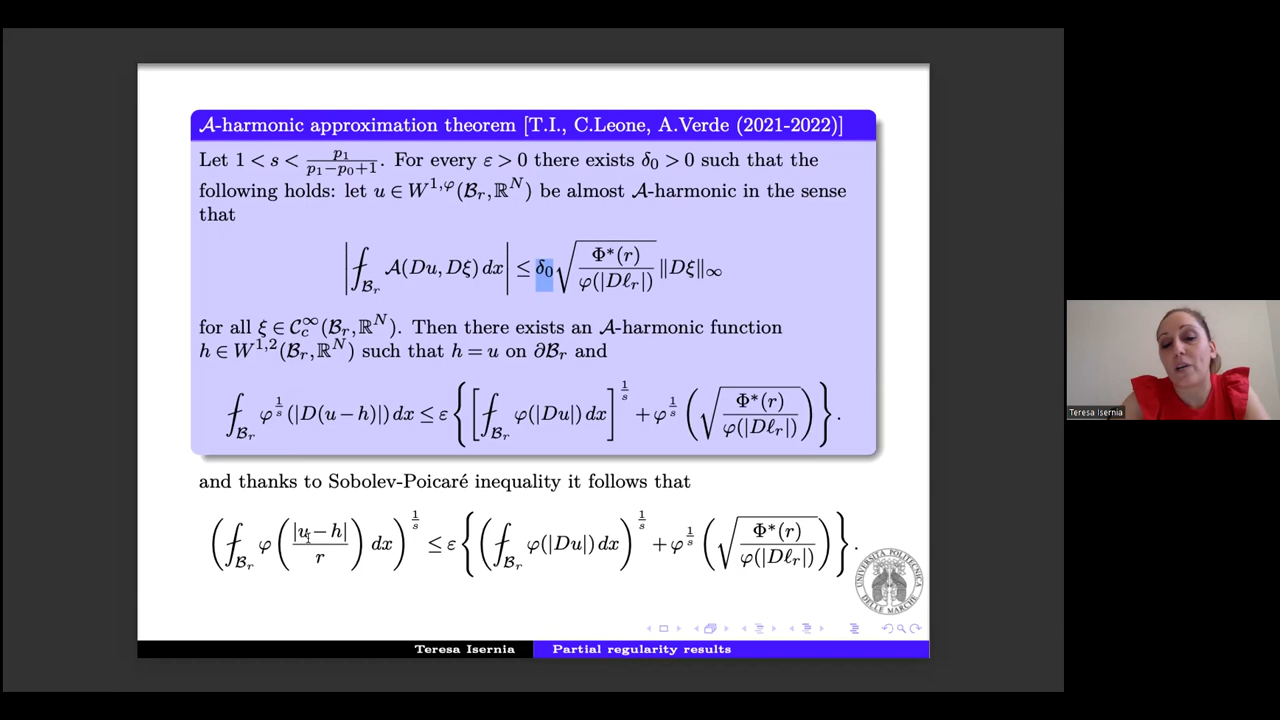 𝒜-harmonic approximation theorem [T.I., C.Leone, A.Verde (2021-2022)]
Let 1 < s < p₁/(p₁−p₀+1). For every ε > 0 there exists δ₀ > 0 such that the
following holds: let u ∈ W^{1,φ}(ℬ_r, ℝ^N) be almost 𝒜-harmonic in the sense
that
|⨍_{ℬ_r} 𝒜(Du, Dξ) dx| ≤ δ₀ √(Φ*(r)/φ(|Dℓ_r|)) ‖Dξ‖_∞
for all ξ ∈ 𝒞_c^∞(ℬ_r, ℝ^N). Then there exists an 𝒜-harmonic function
h ∈ W^{1,2}(ℬ_r, ℝ^N) such that h = u on ∂ℬ_r and
⨍_{ℬ_r} φ^{1/s}(|D(u−h)|) dx ≤ ε {[⨍_{ℬ_r} φ(|Du|) dx]^{1/s} + φ^{1/s}(√(Φ*(r)/φ(|Dℓ_r|)))}.
and thanks to Sobolev-Poicaré inequality it follows that
(⨍_{ℬ_r} φ(|u−h|/r) dx)^{1/s} ≤ ε {(⨍_{ℬ_r} φ(|Du|) dx)^{1/s} + φ^{1/s}(√(Φ*(r)/φ(|Dℓ_r|)))}.
UNIVERSITÀ POLITECNICA
DELLE MARCHE
Teresa Isernia Partial regularity results
Teresa Isernia